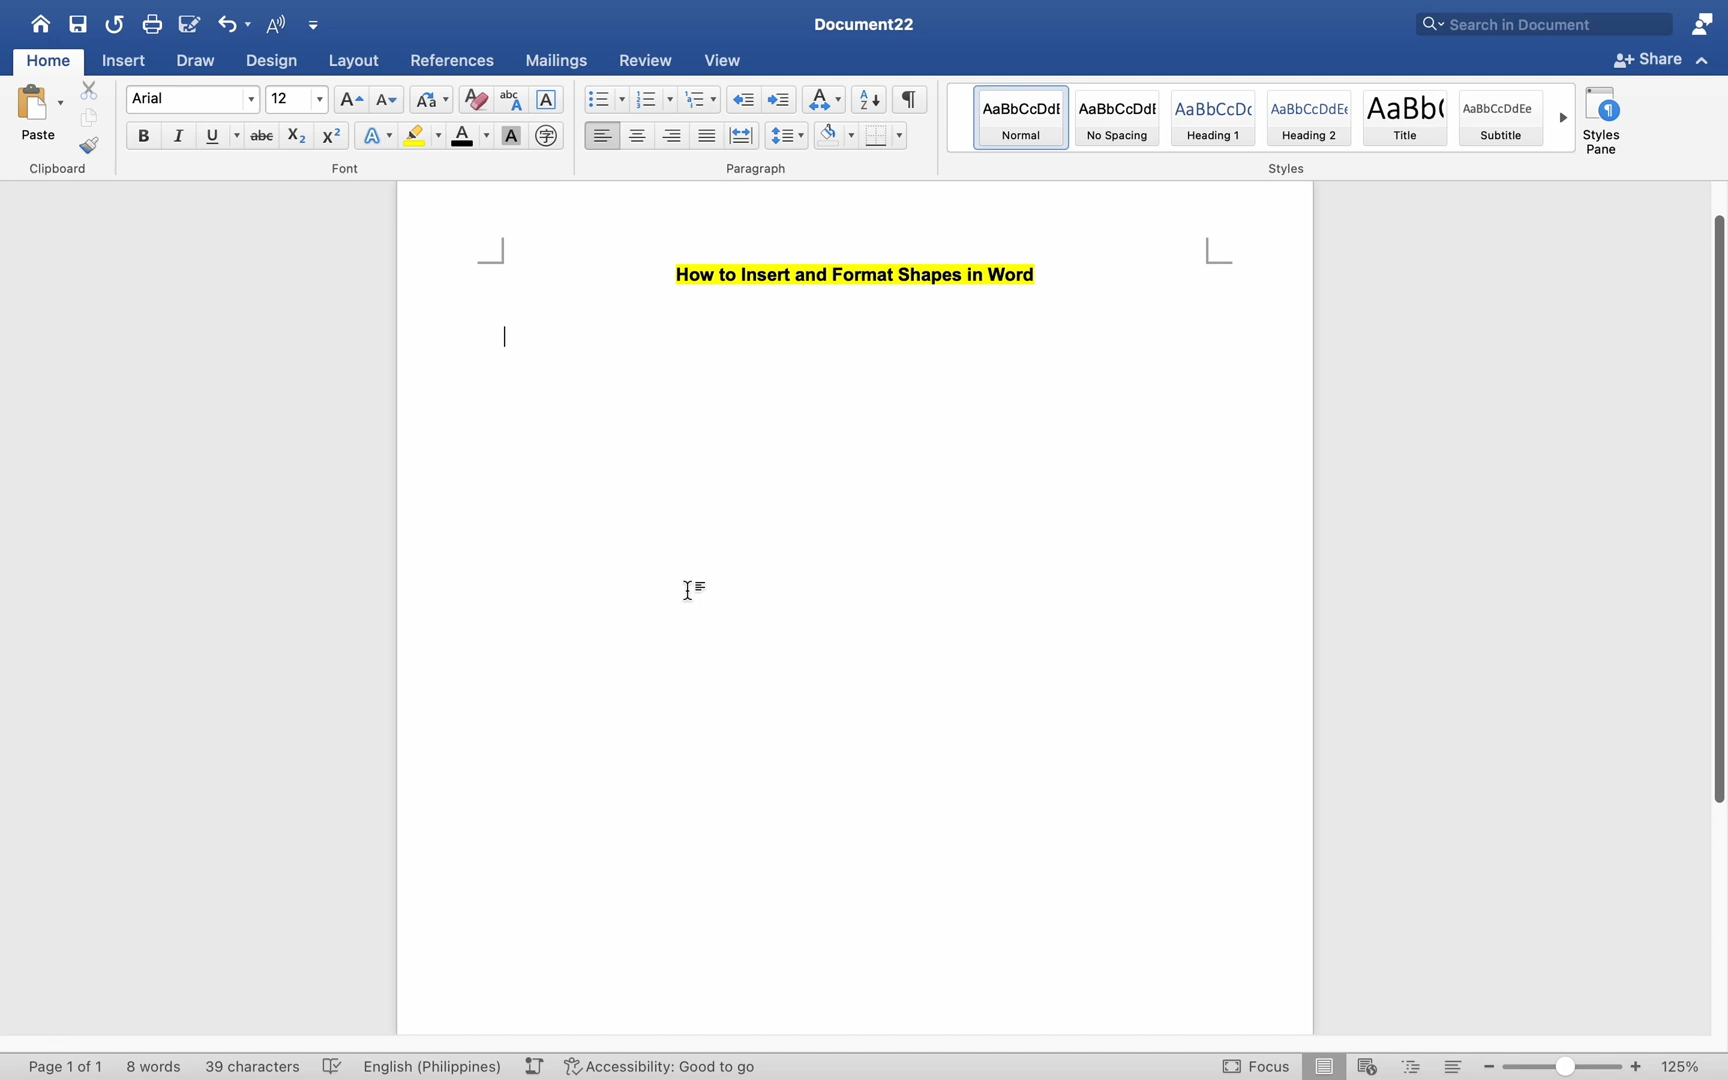 Document22
Search in Document
Home Insert Draw Design Layout References Mailings Review View Share
Paste
Clipboard
Arial 12
Font
Paragraph
AaBbCcDdE AaBbCcDdE AaBbCcDc AaBbCcDdEe AaBb( AaBbCcDdEe
Normal No Spacing Heading 1 Heading 2 Title Subtitle
Styles
Styles Pane
How to Insert and Format Shapes in Word
Page 1 of 1 8 words 39 characters English (Philippines) Accessibility: Good to go Focus 125%